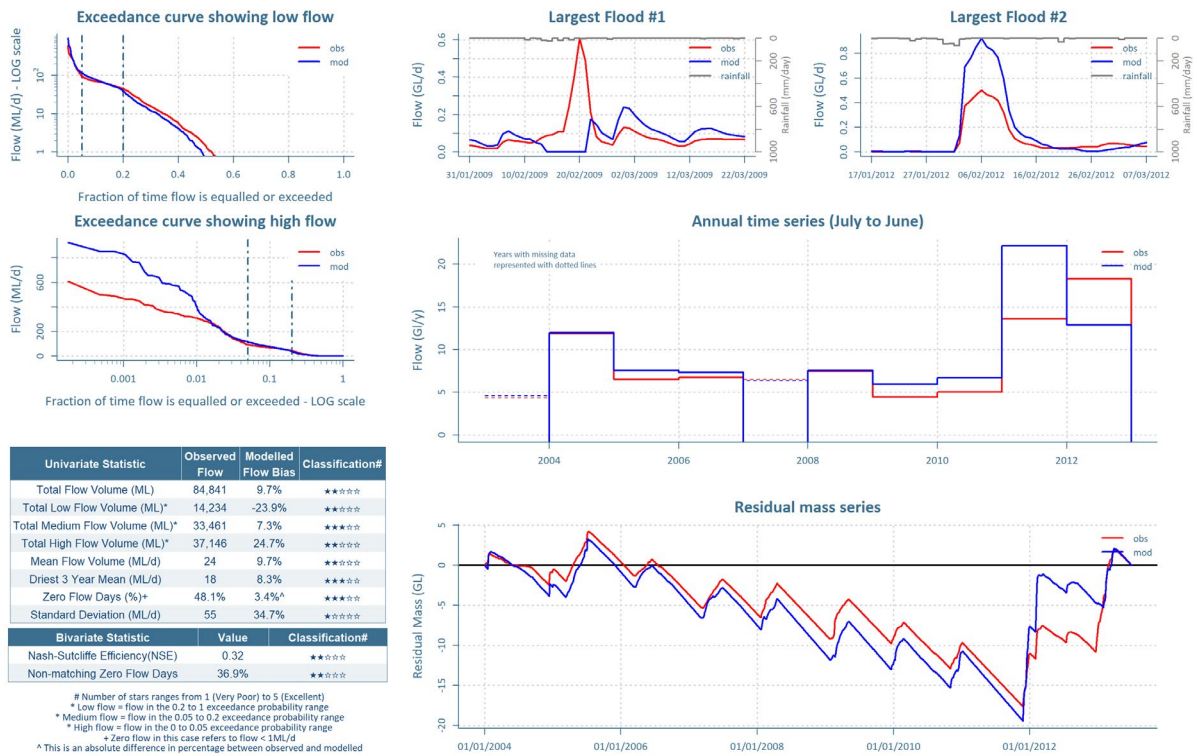 Exceedance curve showing low flow
Flow (ML/d) - LOG scale
10²
10
1
obs
mod
0.0 0.2 0.4 0.6 0.8 1.0
Fraction of time flow is equalled or exceeded
Largest Flood #1
Flow (GL/d)
0.6
0.4
0.2
0.0
obs
mod
rainfall
0
200
600
1000
Rainfall (mm/day)
31/01/2009 10/02/2009 20/02/2009 02/03/2009 12/03/2009 22/03/2009
Largest Flood #2
Flow (GL/d)
0.8
0.6
0.4
0.2
0.0
obs
mod
rainfall
0
200
600
1000
Rainfall (mm/day)
17/01/2012 27/01/2012 06/02/2012 16/02/2012 26/02/2012 07/03/2012
Exceedance curve showing high flow
Flow (ML/d)
600
200
0
obs
mod
0.001 0.01 0.1 1
Fraction of time flow is equalled or exceeded - LOG scale
Annual time series (July to June)
Years with missing data
represented with dotted lines
Flow (Gl/y)
20
15
10
5
0
obs
mod
2004 2006 2008 2010 2012
Univariate Statistic Observed Flow Modelled Flow Bias Classification#
Total Flow Volume (ML) 84,841 9.7% ★★☆☆☆
Total Low Flow Volume (ML)* 14,234 -23.9% ★★☆☆☆
Total Medium Flow Volume (ML)* 33,461 7.3% ★★★☆☆
Total High Flow Volume (ML)* 37,146 24.7% ★★☆☆☆
Mean Flow Volume (ML/d) 24 9.7% ★★☆☆☆
Driest 3 Year Mean (ML/d) 18 8.3% ★★★☆☆
Zero Flow Days (%)+ 48.1% 3.4%^ ★★★☆☆
Standard Deviation (ML/d) 55 34.7% ★☆☆☆☆
Bivariate Statistic Value Classification#
Nash-Sutcliffe Efficiency(NSE) 0.32 ★★☆☆☆
Non-matching Zero Flow Days 36.9% ★★☆☆☆
# Number of stars ranges from 1 (Very Poor) to 5 (Excellent)
* Low flow = flow in the 0.2 to 1 exceedance probability range
* Medium flow = flow in the 0.05 to 0.2 exceedance probability range
* High flow = flow in the 0 to 0.05 exceedance probability range
+ Zero flow in this case refers to flow < 1ML/d
^ This is an absolute difference in percentage between observed and modelled
Residual mass series
Residual Mass (GL)
5
0
-5
-10
-15
-20
obs
mod
01/01/2004 01/01/2006 01/01/2008 01/01/2010 01/01/2012